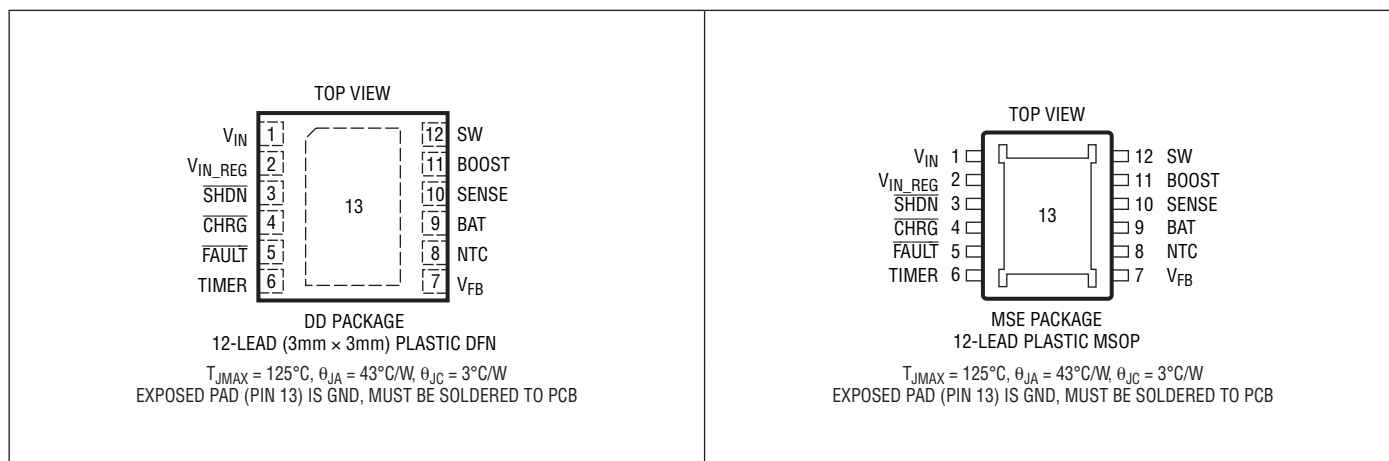 TOP VIEW
V_IN 1 12 SW
V_IN_REG 2 11 BOOST
SHDN 3 10 SENSE
CHRG 4 9 BAT
FAULT 5 8 NTC
TIMER 6 7 V_FB
13
DD PACKAGE
12-LEAD (3mm × 3mm) PLASTIC DFN
T_JMAX = 125°C, θ_JA = 43°C/W, θ_JC = 3°C/W
EXPOSED PAD (PIN 13) IS GND, MUST BE SOLDERED TO PCB
TOP VIEW
V_IN 1 12 SW
V_IN_REG 2 11 BOOST
SHDN 3 10 SENSE
CHRG 4 9 BAT
FAULT 5 8 NTC
TIMER 6 7 V_FB
13
MSE PACKAGE
12-LEAD PLASTIC MSOP
T_JMAX = 125°C, θ_JA = 43°C/W, θ_JC = 3°C/W
EXPOSED PAD (PIN 13) IS GND, MUST BE SOLDERED TO PCB